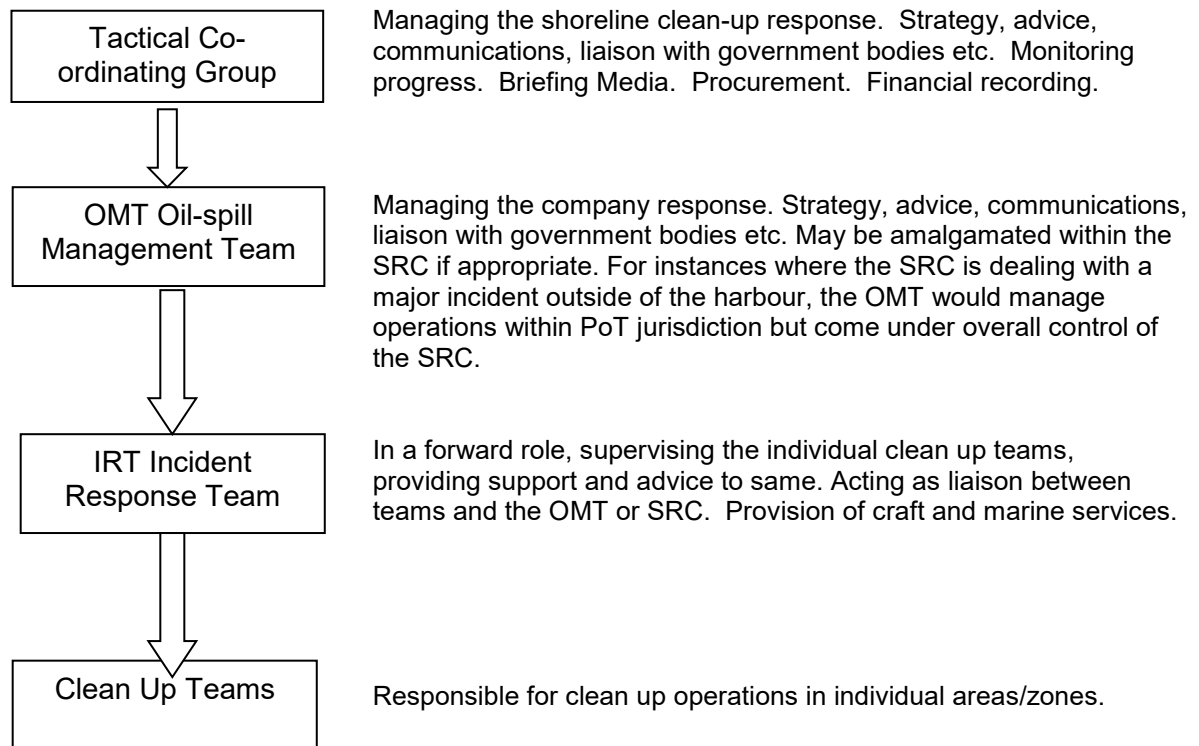 Tactical Co-
ordinating Group
Managing the shoreline clean-up response.  Strategy, advice,
communications, liaison with government bodies etc.  Monitoring
progress.  Briefing Media.  Procurement.  Financial recording.
OMT Oil-spill
Management Team
Managing the company response. Strategy, advice, communications,
liaison with government bodies etc. May be amalgamated within the
SRC if appropriate. For instances where the SRC is dealing with a
major incident outside of the harbour, the OMT would manage
operations within PoT jurisdiction but come under overall control of
the SRC.
IRT Incident
Response Team
In a forward role, supervising the individual clean up teams,
providing support and advice to same. Acting as liaison between
teams and the OMT or SRC.  Provision of craft and marine services.
Clean Up Teams
Responsible for clean up operations in individual areas/zones.